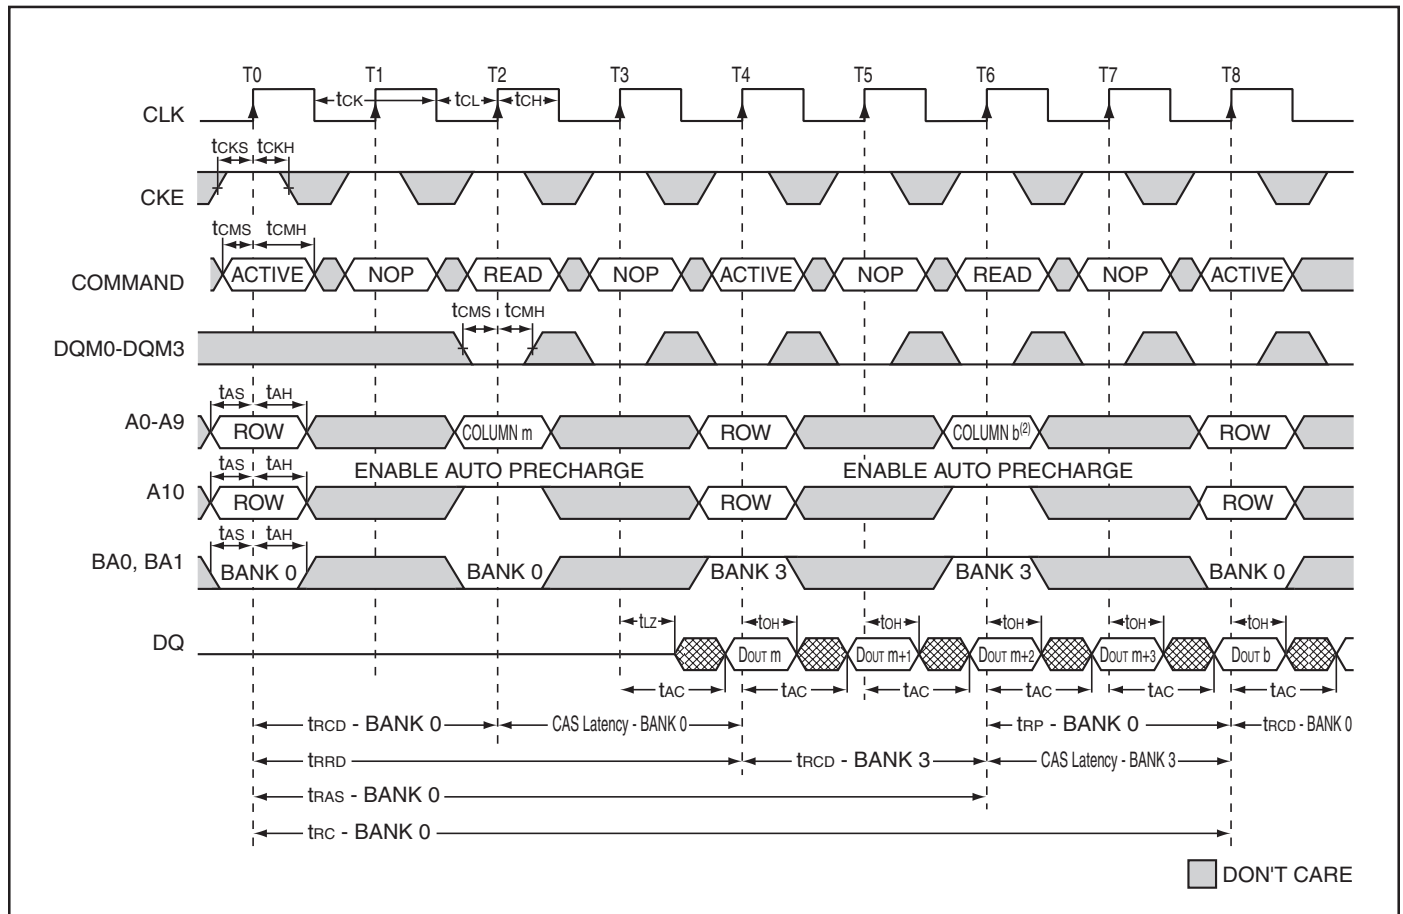 T0 T1 T2 T3 T4 T5 T6 T7 T8
CLK tCK tCL tCH
tCKS tCKH
CKE
tCMS tCMH
COMMAND ACTIVE NOP READ NOP ACTIVE NOP READ NOP ACTIVE
tCMS tCMH
DQM0-DQM3
tAS tAH
A0-A9 ROW COLUMN m ROW COLUMN b(2) ROW
tAS tAH ENABLE AUTO PRECHARGE ENABLE AUTO PRECHARGE
A10 ROW ROW ROW
tAS tAH
BA0, BA1 BANK 0 BANK 0 BANK 3 BANK 3 BANK 0
tLZ tOH tOH tOH tOH tOH
DQ DOUT m DOUT m+1 DOUT m+2 DOUT m+3 DOUT b
tAC tAC tAC tAC tAC tAC
tRCD - BANK 0 CAS Latency - BANK 0 tRP - BANK 0 tRCD - BANK 0
tRRD tRCD - BANK 3 CAS Latency - BANK 3
tRAS - BANK 0
tRC - BANK 0
DON'T CARE